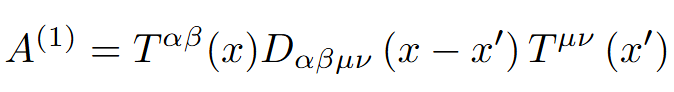 A^{(1)} = T^{\alpha\beta}(x) D_{\alpha\beta\mu\nu} (x - x') T^{\mu\nu} (x')